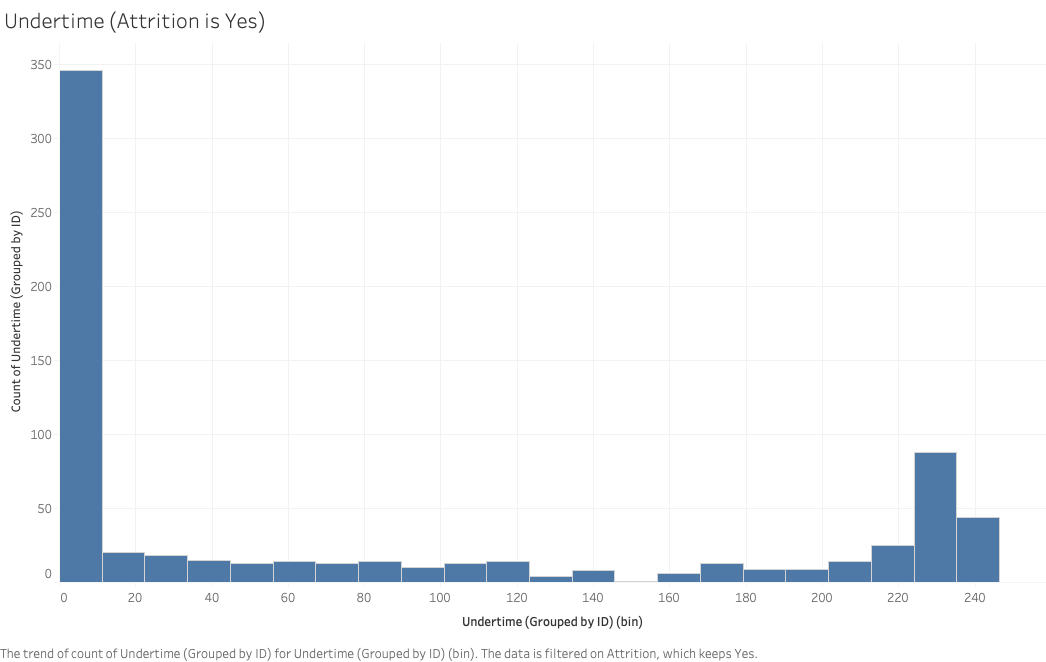 Undertime (Attrition is Yes)
Count of Undertime (Grouped by ID)
350
300
250
200
150
100
50
0
0 20 40 60 80 100 120 140 160 180 200 220 240
Undertime (Grouped by ID) (bin)
The trend of count of Undertime (Grouped by ID) for Undertime (Grouped by ID) (bin). The data is filtered on Attrition, which keeps Yes.